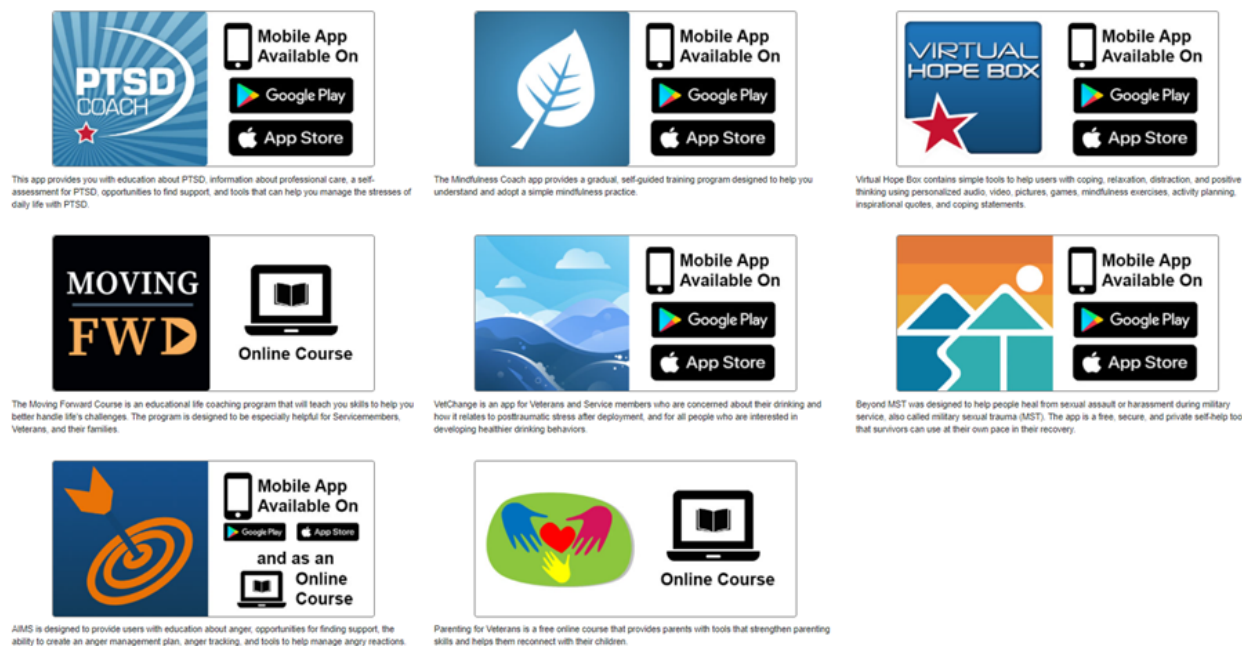 PTSD
COACH
Mobile App
Available On
Google Play
App Store
This app provides you with education about PTSD, information about professional care, a self-
assessment for PTSD, opportunities to find support, and tools that can help you manage the stresses of
daily life with PTSD.
Mobile App
Available On
Google Play
App Store
The Mindfulness Coach app provides a gradual, self-guided training program designed to help you
understand and adopt a simple mindfulness practice.
VIRTUAL
HOPE BOX
Mobile App
Available On
Google Play
App Store
Virtual Hope Box contains simple tools to help users with coping, relaxation, distraction, and positive
thinking using personalized audio, video, pictures, games, mindfulness exercises, activity planning,
inspirational quotes, and coping statements.
MOVING
FWD
Online Course
The Moving Forward Course is an educational life coaching program that will teach you skills to help you
better handle life's challenges. The program is designed to be especially helpful for Servicemembers,
Veterans, and their families.
Mobile App
Available On
Google Play
App Store
VetChange is an app for Veterans and Service members who are concerned about their drinking and
how it relates to posttraumatic stress after deployment, and for all people who are interested in
developing healthier drinking behaviors.
Mobile App
Available On
Google Play
App Store
Beyond MST was designed to help people heal from sexual assault or harassment during military
service, also called military sexual trauma (MST). The app is a free, secure, and private self-help too
that survivors can use at their own pace in their recovery.
Mobile App
Available On
Google Play App Store
and as an
Online
Course
AIMS is designed to provide users with education about anger, opportunities for finding support, the
ability to create an anger management plan, anger tracking, and tools to help manage angry reactions.
Online Course
Parenting for Veterans is a free online course that provides parents with tools that strengthen parenting
skills and helps them reconnect with their children.